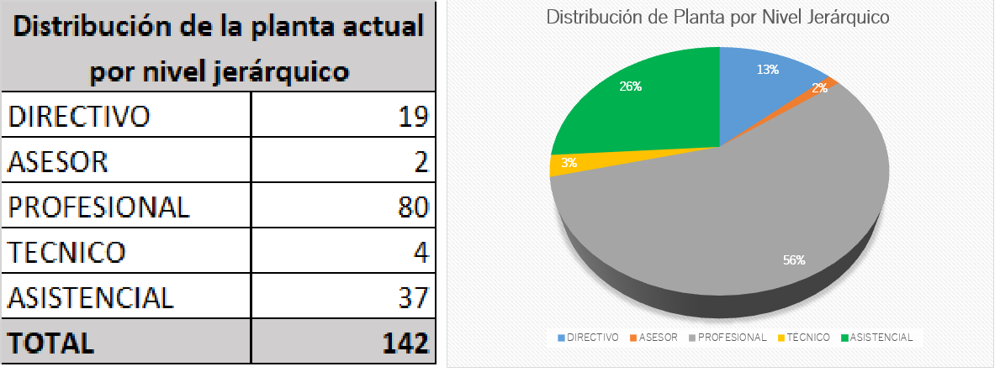 Distribución de la planta actual
por nivel jerárquico
DIRECTIVO 19
ASESOR 2
PROFESIONAL 80
TECNICO 4
ASISTENCIAL 37
TOTAL 142
Distribución de Planta por Nivel Jerárquico
13%
2%
26%
3%
56%
DIRECTIVO ASESOR PROFESIONAL TÉCNICO ASISTENCIAL